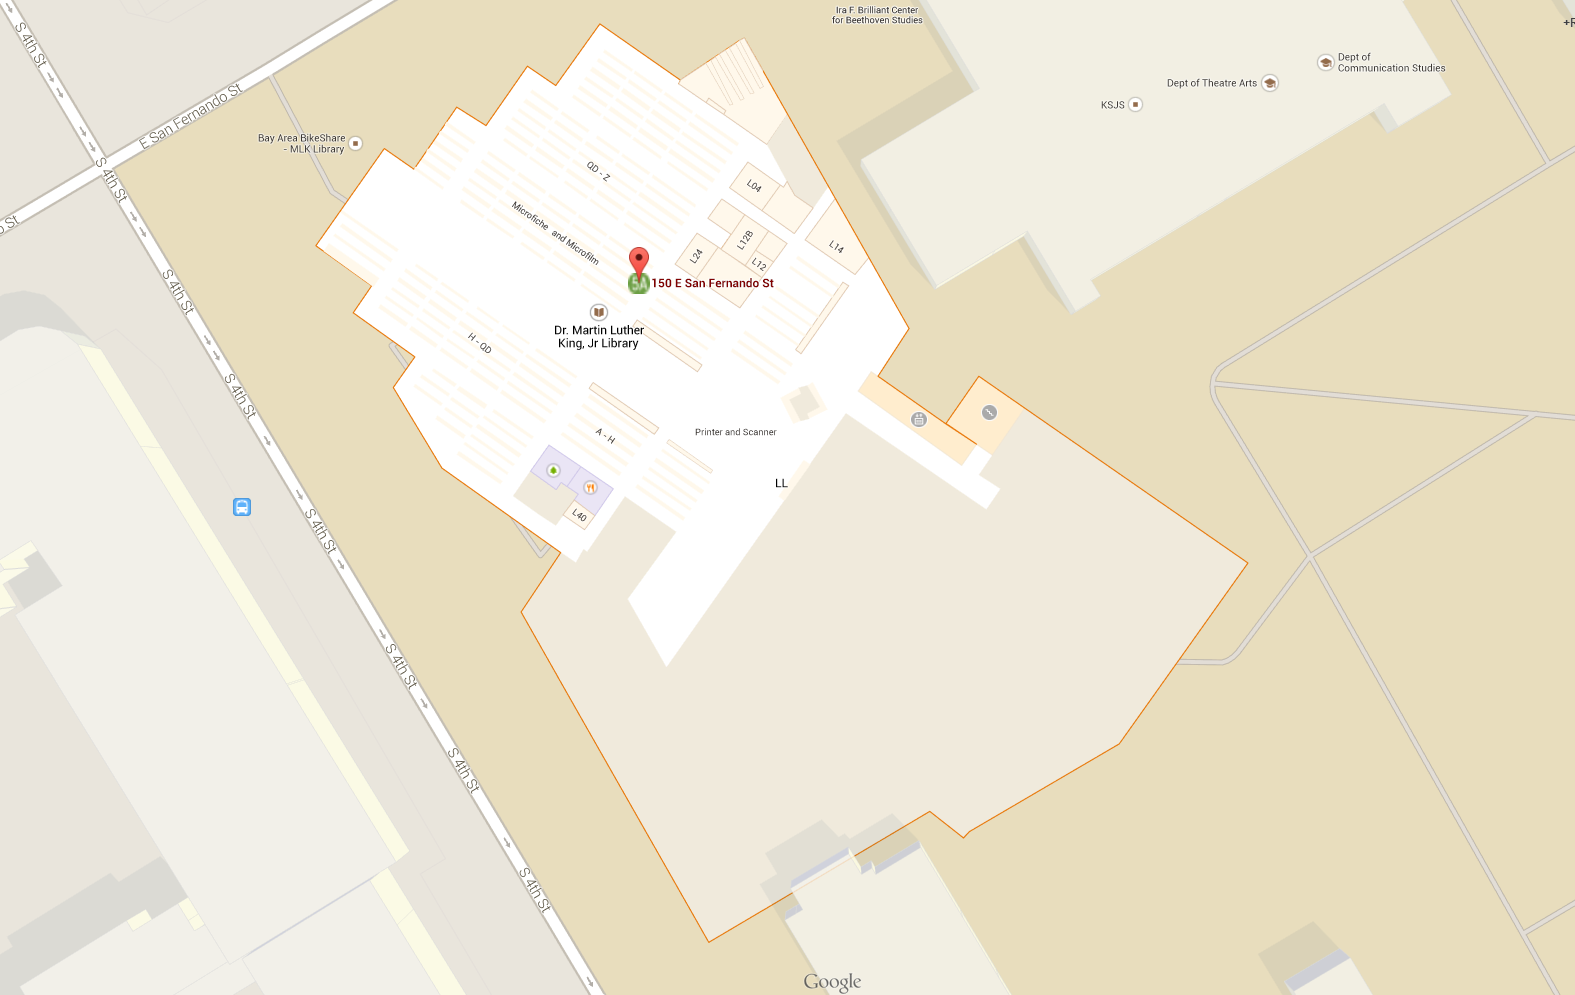 Ira F. Brilliant Center
for Beethoven Studies
S 4th St
Dept of
Communication Studies
Dept of Theatre Arts
KSJS
E San Fernando St
Bay Area BikeShare
- MLK Library
S 4th St
QD - Z
L04
Microfiche and Microfilm
L12B
L14
L24
L12
5A
150 E San Fernando St
S 4th St
Dr. Martin Luther
King, Jr Library
H - QD
S 4th St
A - H
Printer and Scanner
LL
L40
S 4th St
S 4th St
S 4th St
S 4th St
Google